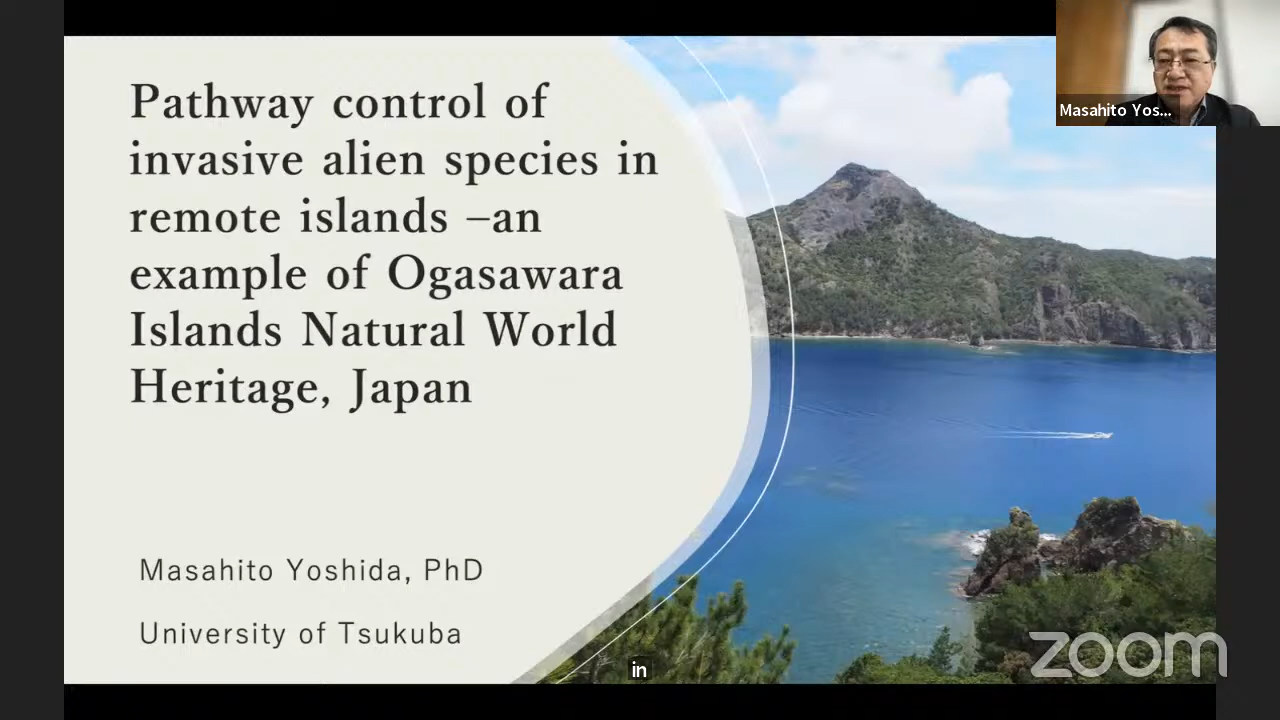 Pathway control of
invasive alien species in
remote islands –an
example of Ogasawara
Islands Natural World
Heritage, Japan
Masahito Yoshida, PhD
University of Tsukuba
Masahito Yos...
in
zoom